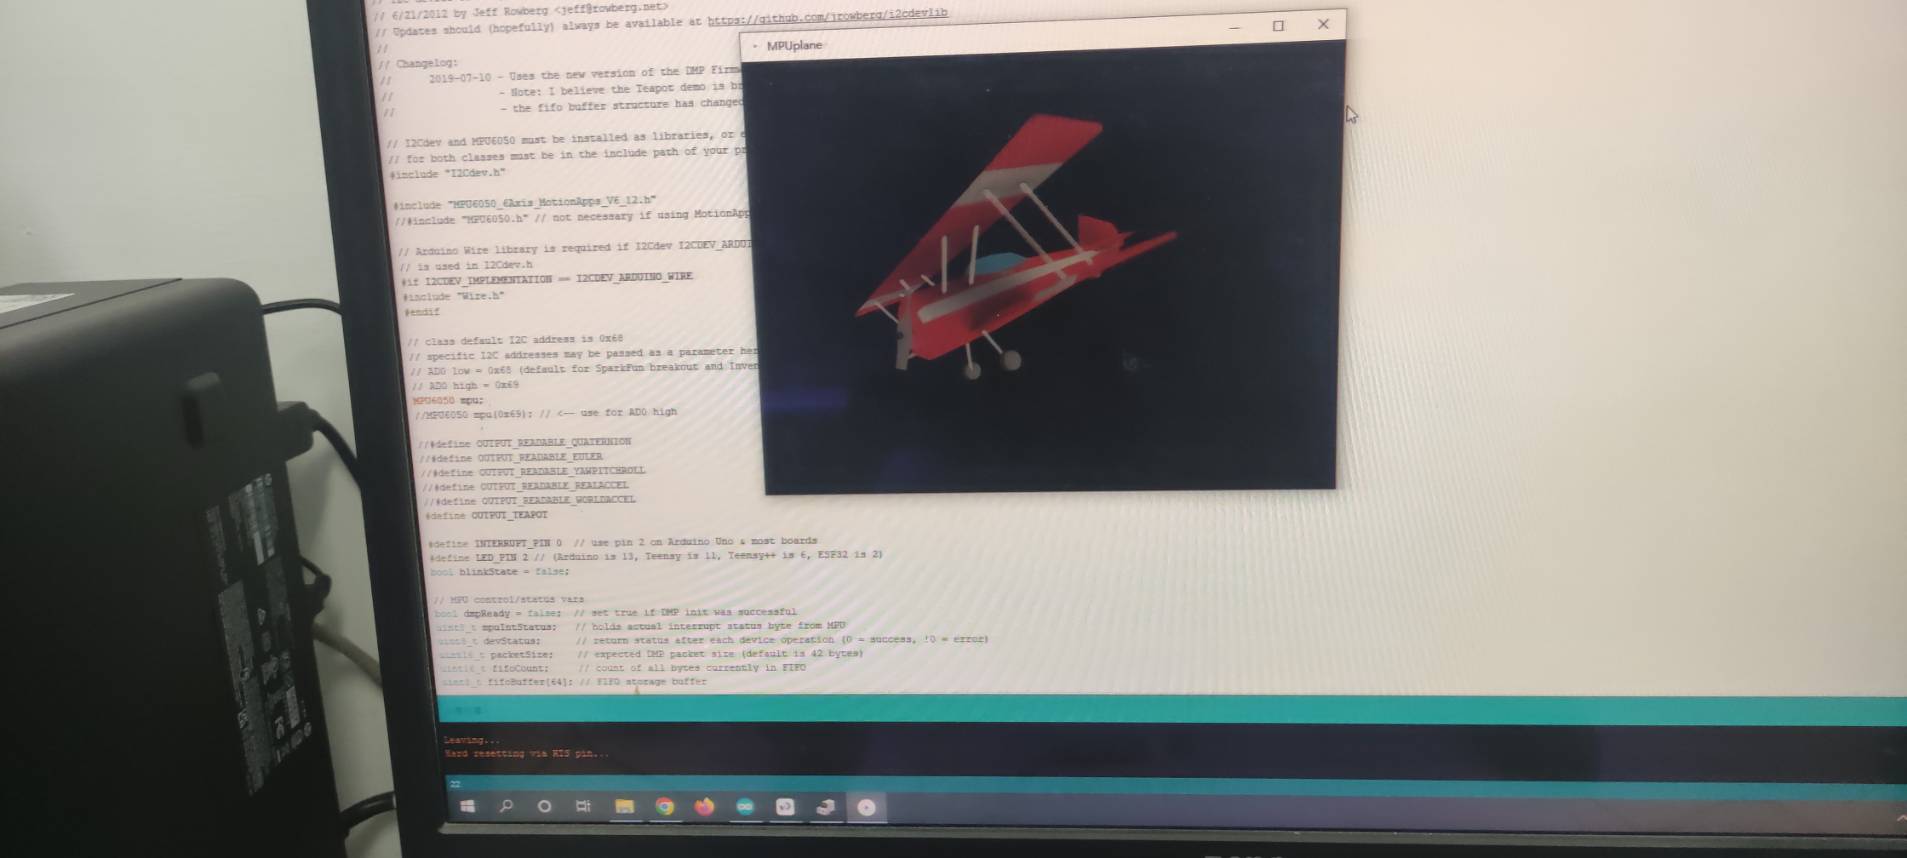 // 6/21/2012 by Jeff Rowberg <jeff@rowberg.net>
// Updates should (hopefully) always be available at https://github.com/jrowberg/i2cdevlib
//
// Changelog:
// 2019-07-10 - Uses the new version of the DMP Firmw
// - Note: I believe the Teapot demo is br
// - the fifo buffer structure has changed
// I2Cdev and MPU6050 must be installed as libraries, or e
// for both classes must be in the include path of your pr
#include "I2Cdev.h"
#include "MPU6050_6Axis_MotionApps_V6_12.h"
//#include "MPU6050.h" // not necessary if using MotionApp
// Arduino Wire library is required if I2Cdev I2CDEV_ARDUI
// is used in I2Cdev.h
#if I2CDEV_IMPLEMENTATION == I2CDEV_ARDUINO_WIRE
#include "Wire.h"
#endif
// class default I2C address is 0x68
// specific I2C addresses may be passed as a parameter her
// AD0 low = 0x68 (default for SparkFun breakout and Inven
// AD0 high = 0x69
MPU6050 mpu;
//MPU6050 mpu(0x69); // <-- use for AD0 high
//#define OUTPUT_READABLE_QUATERNION
//#define OUTPUT_READABLE_EULER
//#define OUTPUT_READABLE_YAWPITCHROLL
//#define OUTPUT_READABLE_REALACCEL
//#define OUTPUT_READABLE_WORLDACCEL
#define OUTPUT_TEAPOT
#define INTERRUPT_PIN 0 // use pin 2 on Arduino Uno & most boards
#define LED_PIN 2 // (Arduino is 13, Teensy is 11, Teensy++ is 6, ESP32 is 2)
bool blinkState = false;
// MPU control/status vars
bool dmpReady = false; // set true if DMP init was successful
uint8_t mpuIntStatus; // holds actual interrupt status byte from MPU
uint8_t devStatus; // return status after each device operation (0 = success, !0 = error)
uint16_t packetSize; // expected DMP packet size (default is 42 bytes)
uint16_t fifoCount; // count of all bytes currently in FIFO
uint8_t fifoBuffer[64]; // FIFO storage buffer
MPUplane
Leaving...
Hard resetting via RTS pin...
22